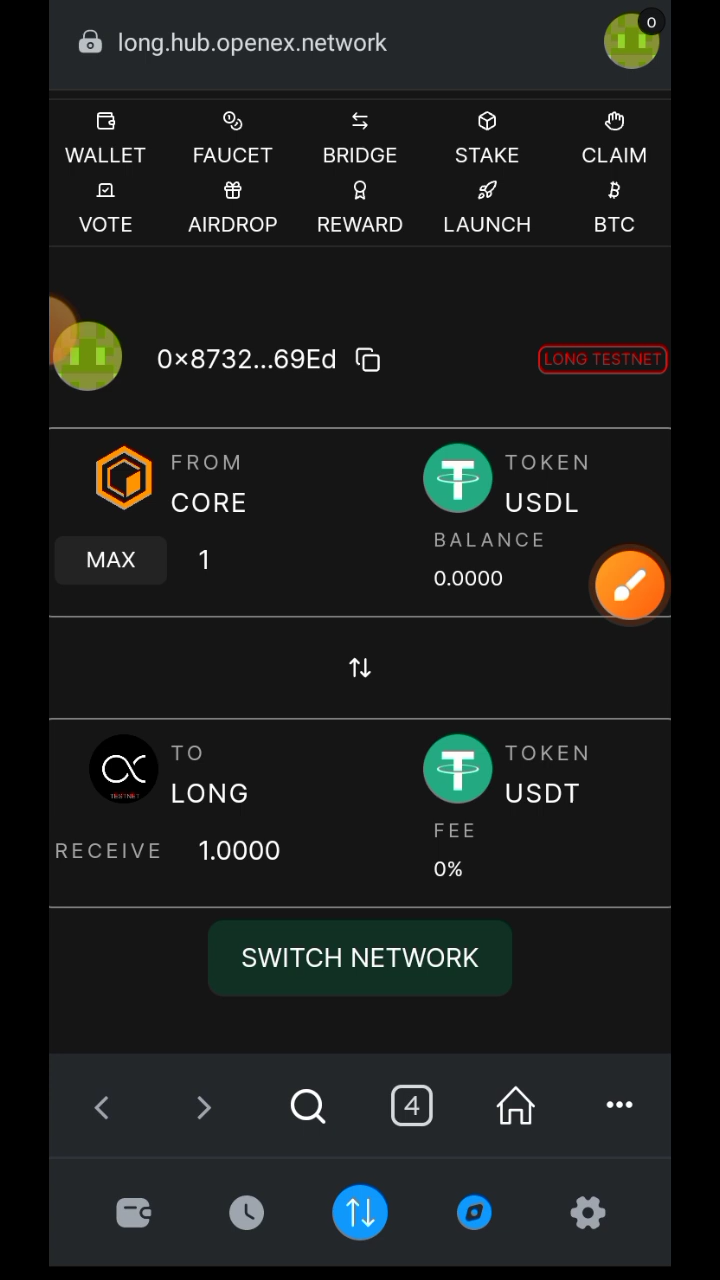 long.hub.openex.network
0
WALLET FAUCET BRIDGE STAKE CLAIM
VOTE AIRDROP REWARD LAUNCH BTC
0x8732...69Ed LONG TESTNET
FROM TOKEN
CORE USDL
BALANCE
MAX 1
0.0000
TO TOKEN
LONG USDT
TESTNET
FEE
RECEIVE 1.0000
0%
SWITCH NETWORK
4